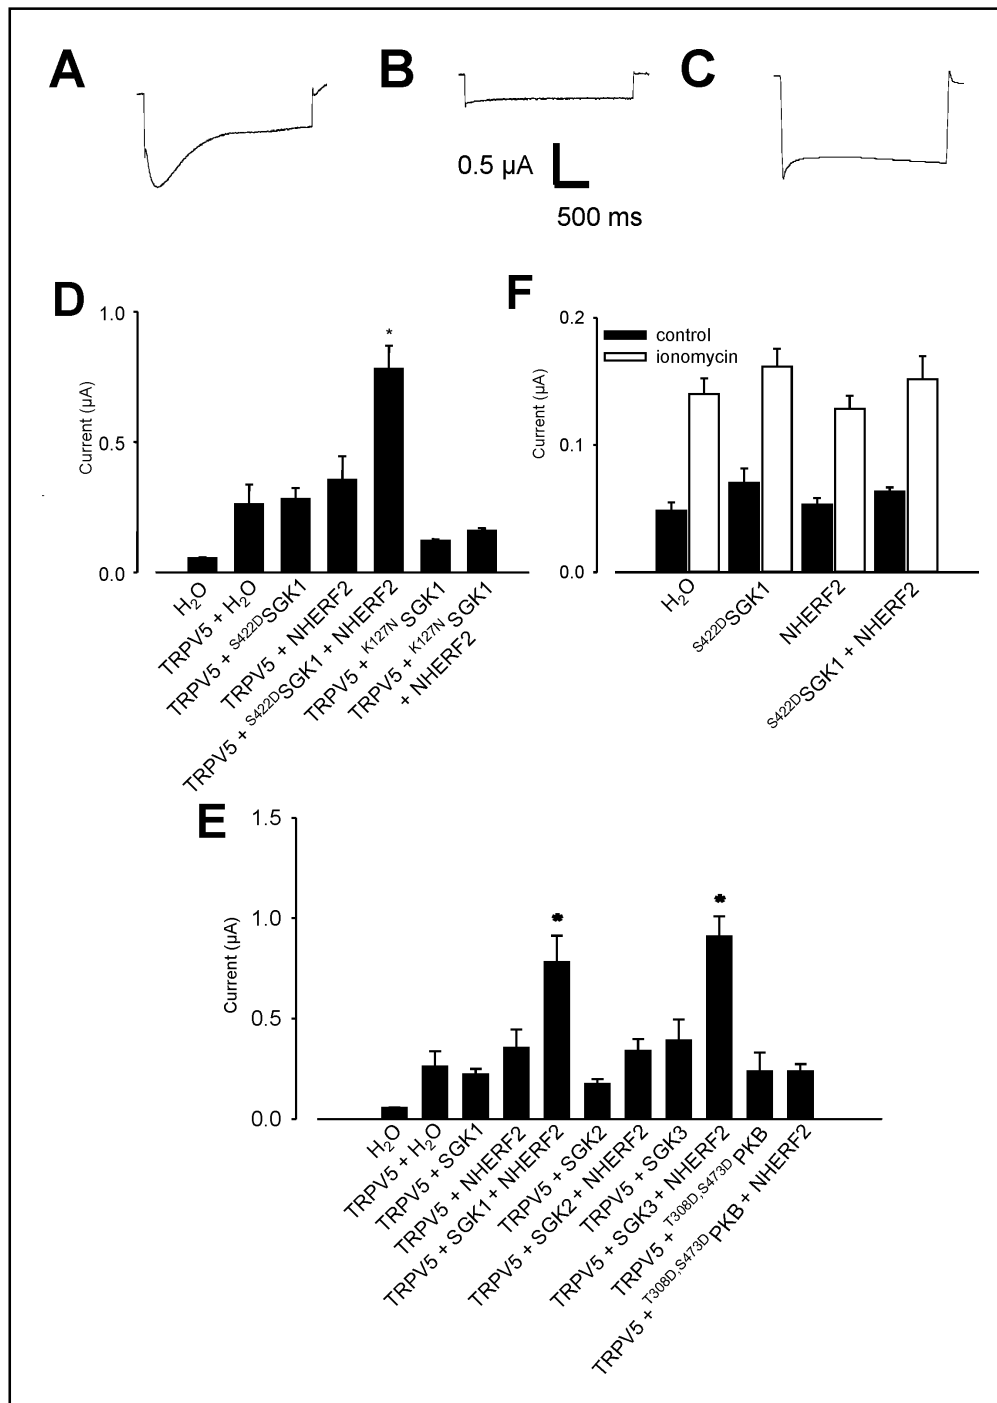 A
B
C
0.5 µA
500 ms
D
1.0
0.5
0.0
Current (µA)
*
H₂O
TRPV5 + H₂O
TRPV5 + S422DSGK1
TRPV5 + NHERF2
TRPV5 + S422DSGK1 + NHERF2
TRPV5 + K127N SGK1
TRPV5 + K127N SGK1
+ NHERF2
F
0.2
0.1
0.0
Current (µA)
control
ionomycin
H₂O
S422DSGK1
NHERF2
S422DSGK1 + NHERF2
E
1.5
1.0
0.5
0.0
Current (µA)
*
*
H₂O
TRPV5 + H₂O
TRPV5 + SGK1
TRPV5 + NHERF2
TRPV5 + SGK1 + NHERF2
TRPV5 + SGK2
TRPV5 + SGK2 + NHERF2
TRPV5 + SGK3
TRPV5 + SGK3 + NHERF2
TRPV5 + T308D,S473D PKB
TRPV5 + T308D,S473D PKB + NHERF2